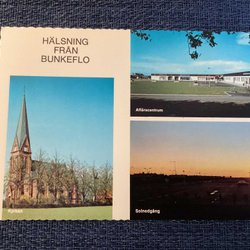 HÄLSNING
FRÅN
BUNKEFLO
Affärscentrum
Kyrkan
Solnedgång